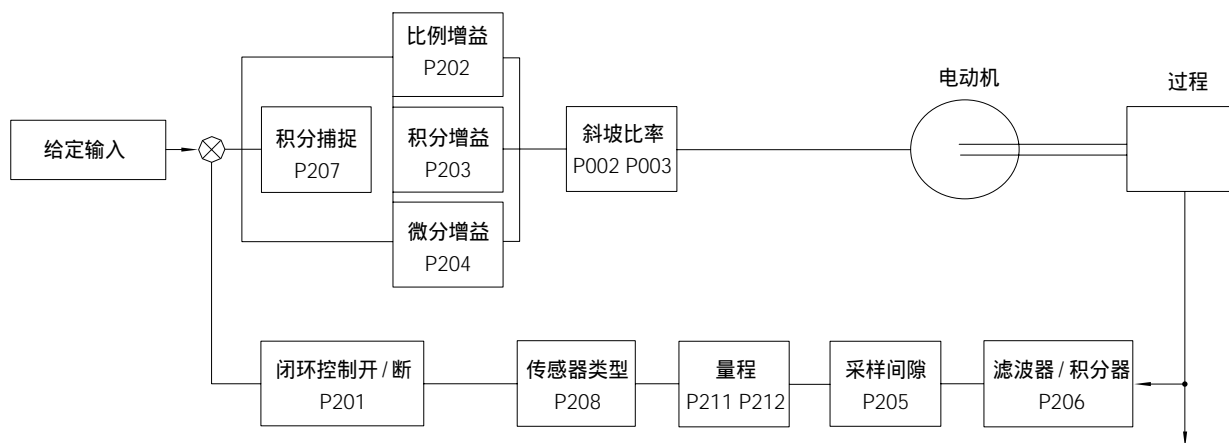 比例增益
P202
电动机
过程
给定输入
积分捕捉
P207
积分增益
P203
斜坡比率
P002 P003
微分增益
P204
闭环控制开/断
P201
传感器类型
P208
量程
P211 P212
采样间隙
P205
滤波器/积分器
P206